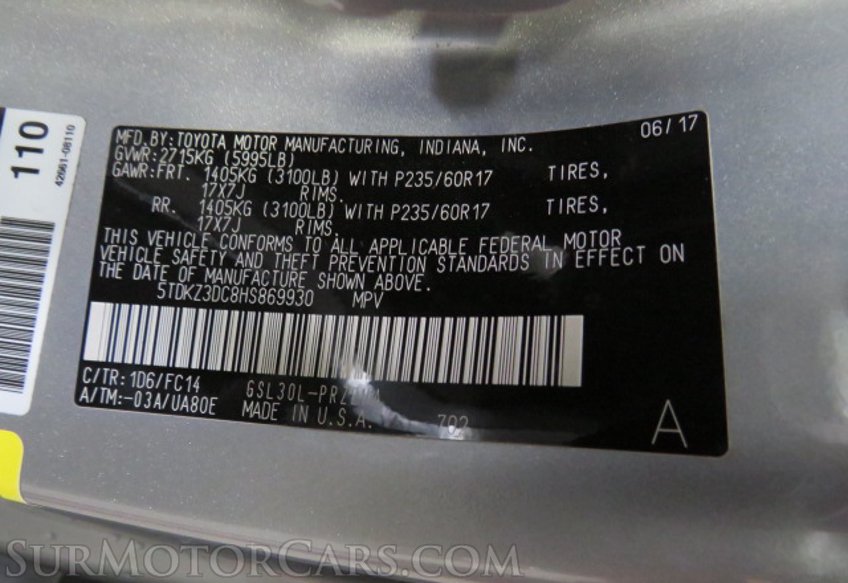 110
42661-08110
06/17
MFD.BY:TOYOTA MOTOR MANUFACTURING, INDIANA, INC.
GVWR:2715KG (5995LB)
GAWR:FRT. 1405KG (3100LB) WITH P235/60R17 TIRES,
17X7J RIMS.
RR. 1405KG (3100LB) WITH P235/60R17 TIRES,
17X7J RIMS.
THIS VEHICLE CONFORMS TO ALL APPLICABLE FEDERAL MOTOR
VEHICLE SAFETY AND THEFT PREVENTION STANDARDS IN EFFECT ON
THE DATE OF MANUFACTURE SHOWN ABOVE.
5TDKZ3DC8HS869930 MPV
C/TR:1D6/FC14
A/TM:-03A/UA80E
MADE IN U.S.A.
702
A
SurMotorCars.com